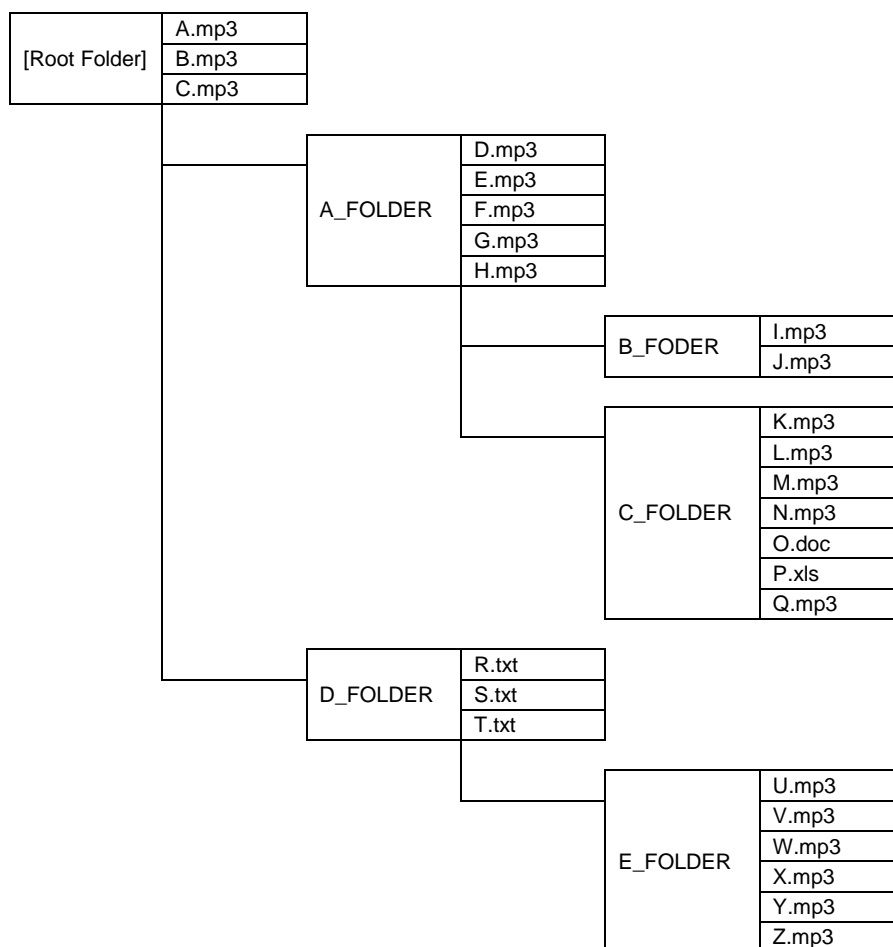 [Root Folder]
A.mp3
B.mp3
C.mp3
A_FOLDER
D.mp3
E.mp3
F.mp3
G.mp3
H.mp3
B_FODER
I.mp3
J.mp3
C_FOLDER
K.mp3
L.mp3
M.mp3
N.mp3
O.doc
P.xls
Q.mp3
D_FOLDER
R.txt
S.txt
T.txt
E_FOLDER
U.mp3
V.mp3
W.mp3
X.mp3
Y.mp3
Z.mp3